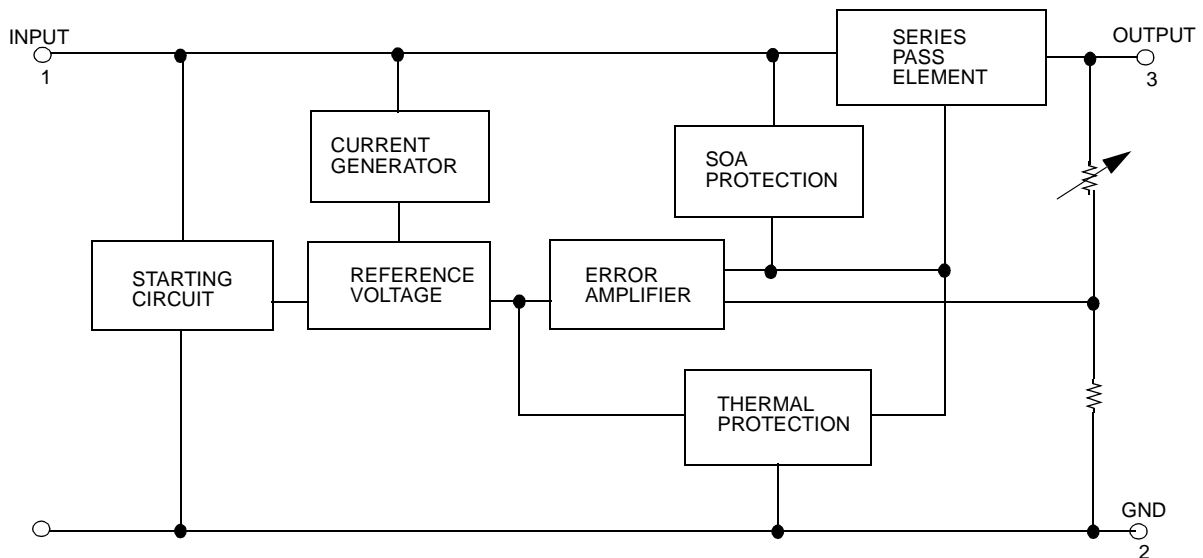 INPUT
1
SERIES
PASS
ELEMENT
OUTPUT
3
CURRENT
GENERATOR
SOA
PROTECTION
STARTING
CIRCUIT
REFERENCE
VOLTAGE
ERROR
AMPLIFIER
THERMAL
PROTECTION
GND
2